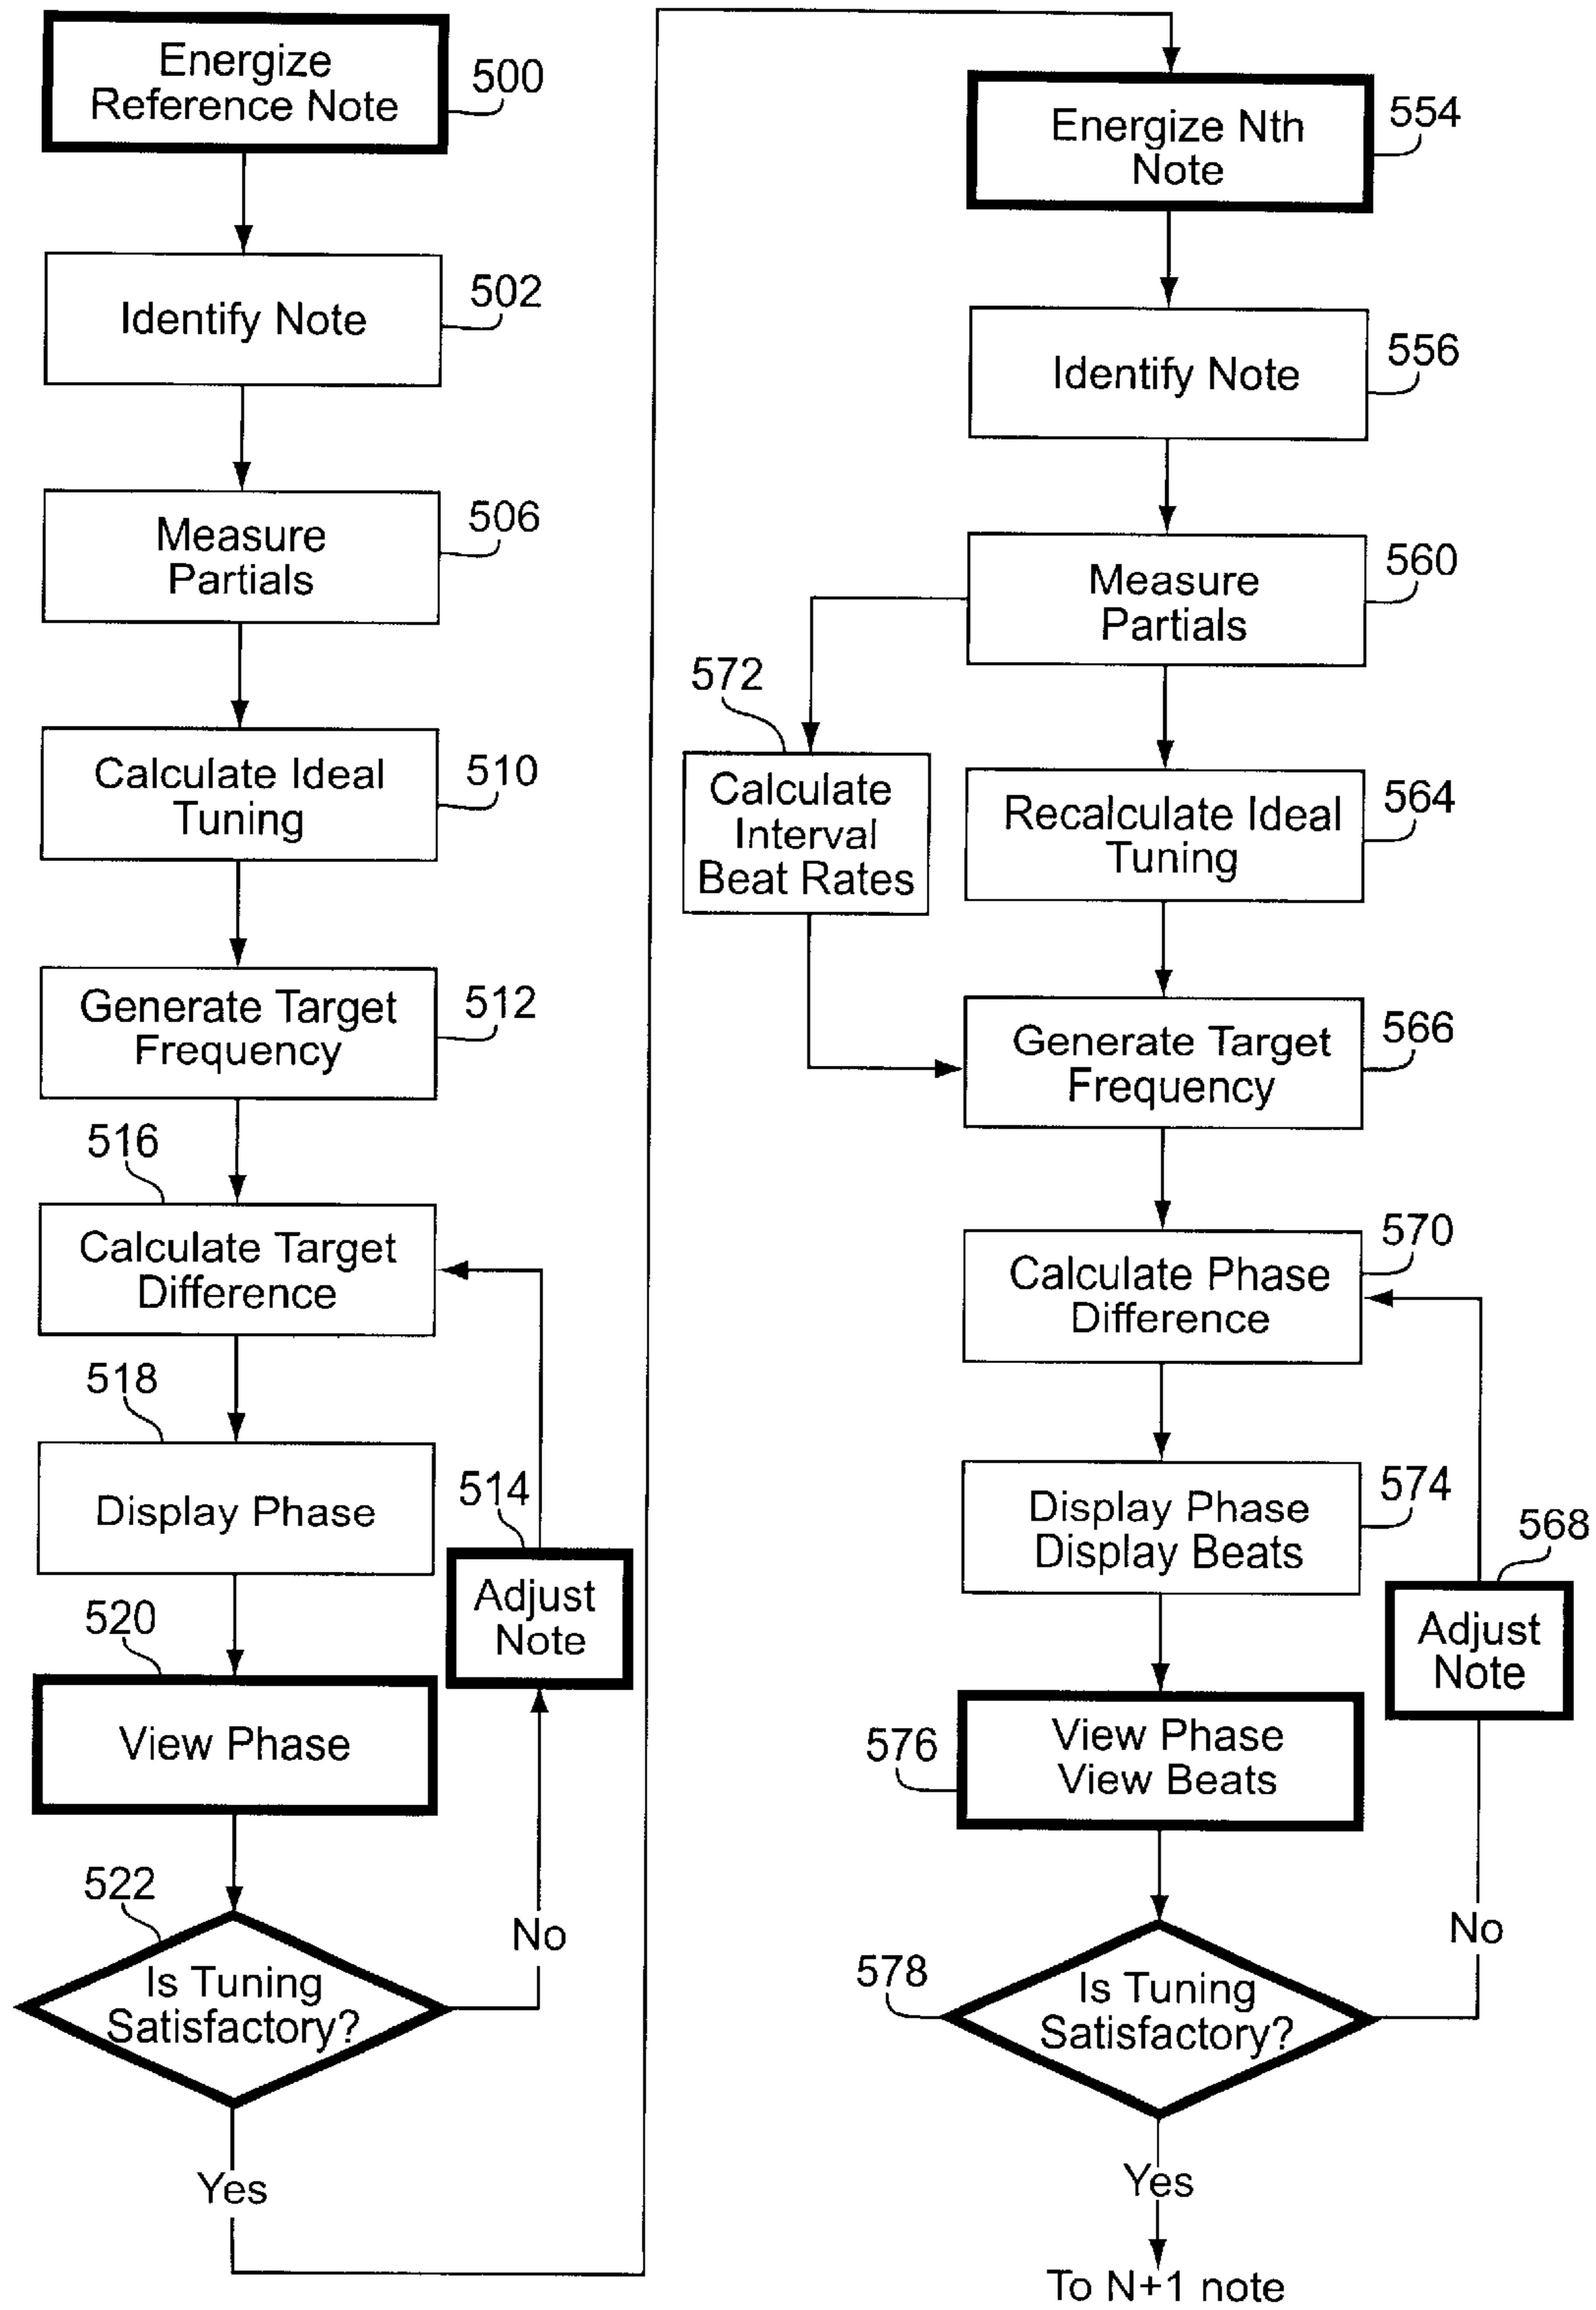 Energize
Reference Note
500
Identify Note
502
Measure
Partials
506
Calculate Ideal
Tuning
510
Generate Target
Frequency
512
516
Calculate Target
Difference
518
Display Phase
514
Adjust
Note
520
View Phase
522
Is Tuning
Satisfactory?
No
Yes
Energize Nth
Note
554
Identify Note
556
Measure
Partials
560
572
Calculate
Interval
Beat Rates
Recalculate Ideal
Tuning
564
Generate Target
Frequency
566
570
Calculate Phase
Difference
Display Phase
Display Beats
574
568
Adjust
Note
576
View Phase
View Beats
578
Is Tuning
Satisfactory?
No
Yes
To N+1 note